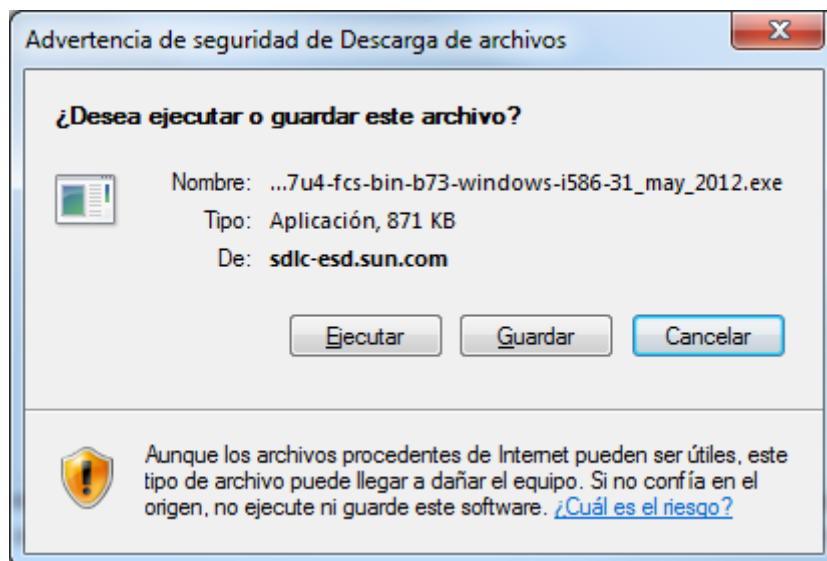 Advertencia de seguridad de Descarga de archivos
¿Desea ejecutar o guardar este archivo?
Nombre: ...7u4-fcs-bin-b73-windows-i586-31_may_2012.exe
Tipo: Aplicación, 871 KB
De: sdlc-esd.sun.com
Ejecutar Guardar Cancelar
Aunque los archivos procedentes de Internet pueden ser útiles, este
tipo de archivo puede llegar a dañar el equipo. Si no confía en el
origen, no ejecute ni guarde este software. ¿Cuál es el riesgo?